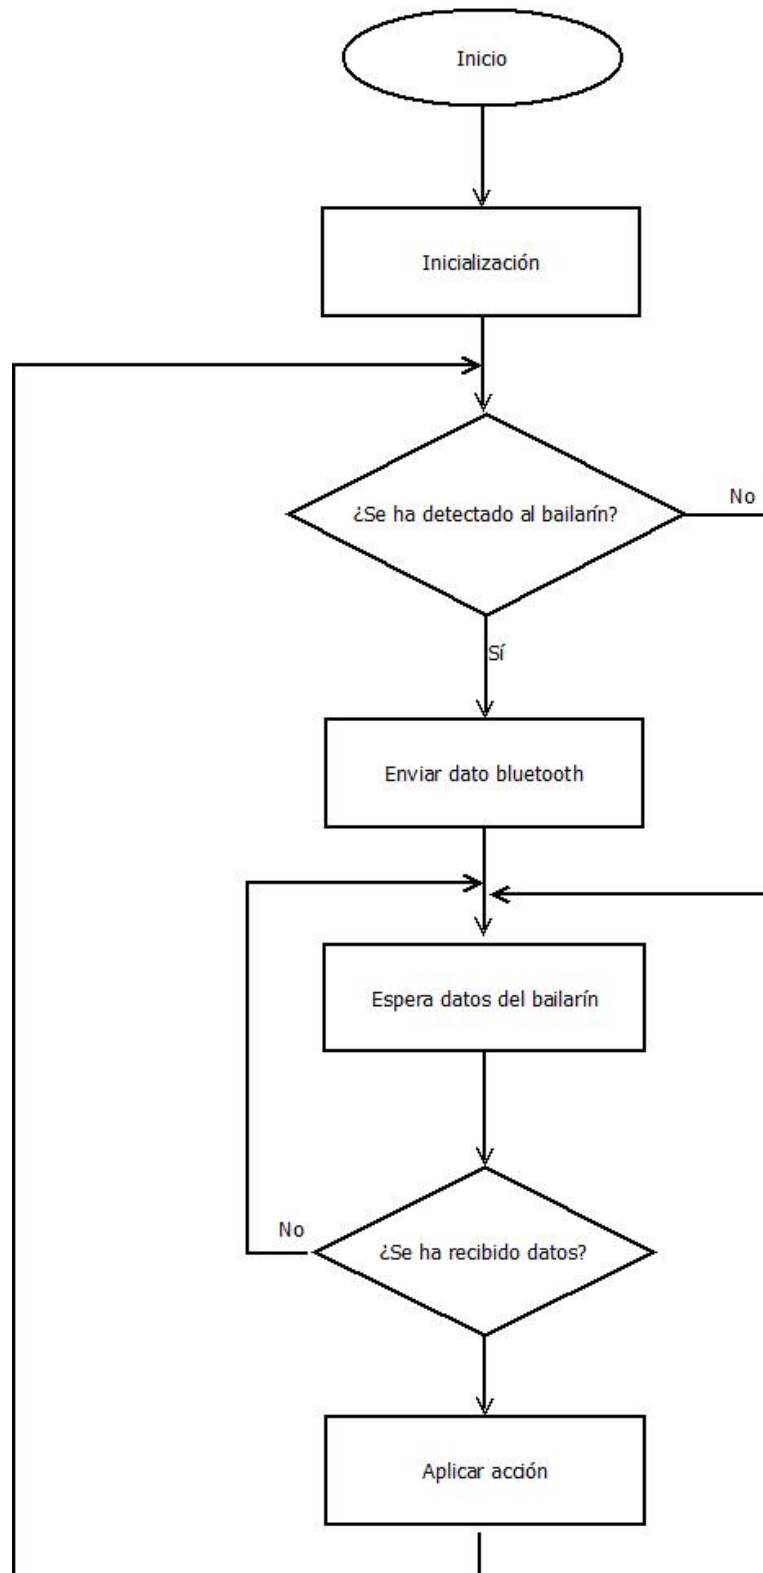 Inicio
Inicialización
¿Se ha detectado al bailarín?
No
Sí
Enviar dato bluetooth
Espera datos del bailarín
No
¿Se ha recibido datos?
Aplicar acción